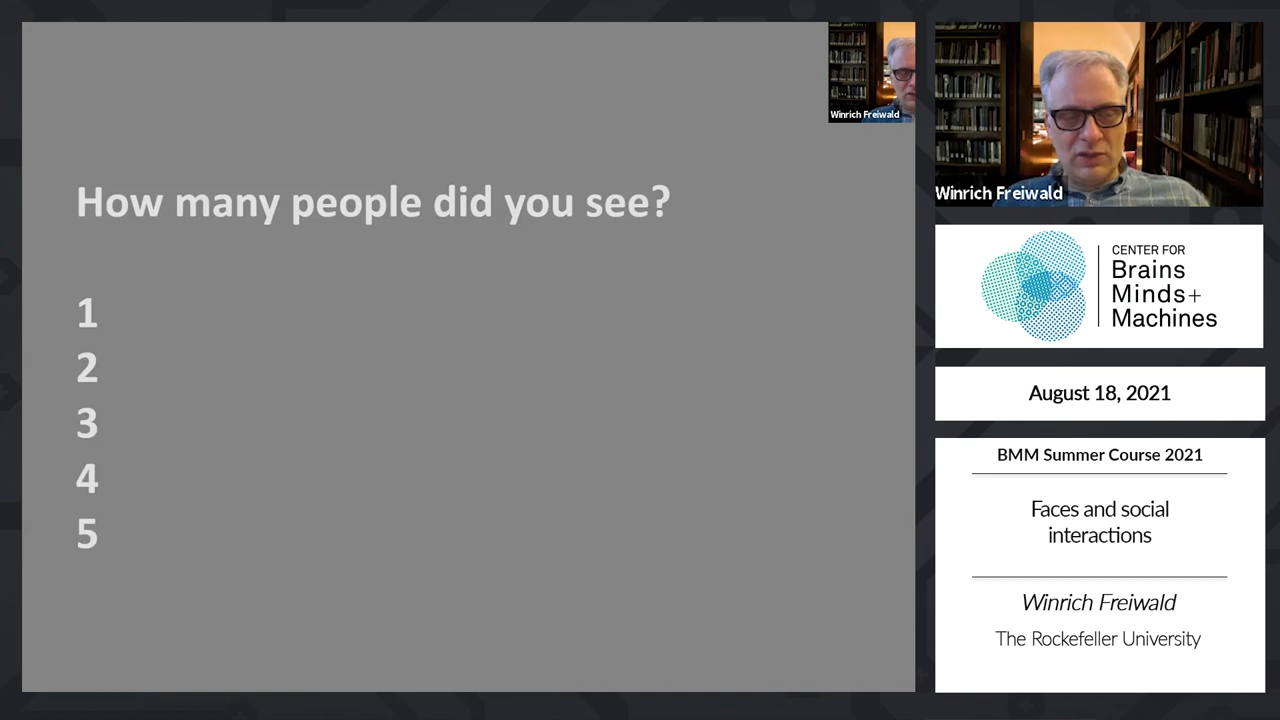 How many people did you see?
1
2
3
4
5
Winrich Freiwald
Winrich Freiwald
CENTER FOR
Brains
Minds+
Machines
August 18, 2021
BMM Summer Course 2021
Faces and social
interactions
Winrich Freiwald
The Rockefeller University